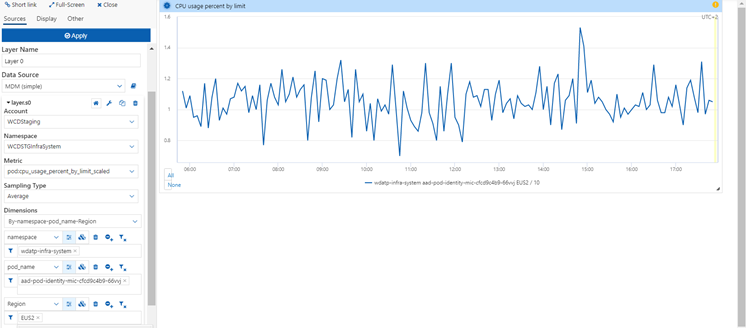 Short link Full-Screen Close
Sources Display Other
Apply
Layer Name
Layer 0
Data Source
MDM (simple)
layer.s0
Account
WCDStaging
Namespace
WCDSTGInfraSystem
Metric
pod:cpu_usage_percent_by_limit_scaled
Sampling Type
Average
Dimensions
By-namespace-pod_name-Region
namespace
wdatp-infra-system ×
pod_name
aad-pod-identity-mic-cfcd9c4b9-66vvj ×
Region
EUS2 ×
CPU usage percent by limit
1.6
1.4
1.2
1
0.8
06:00 07:00 08:00 09:00 10:00 11:00 12:00 13:00 14:00 15:00 16:00 17:00
All
None
wdatp-infra-system aad-pod-identity-mic-cfcd9c4b9-66vvj EUS2 / 10